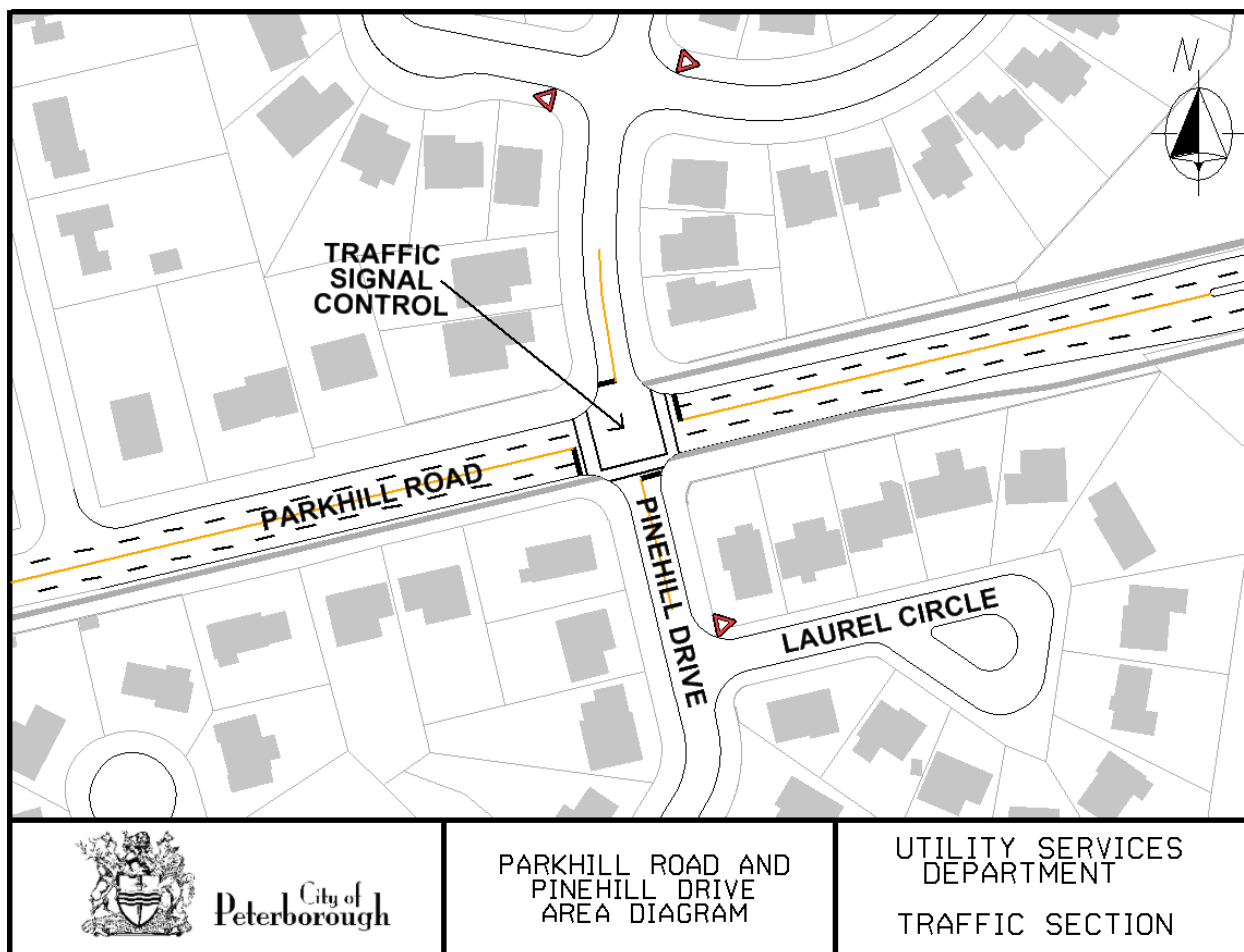 N
TRAFFIC
SIGNAL
CONTROL
PARKHILL ROAD
PINEHILL DRIVE
LAUREL CIRCLE
City of
Peterborough
PARKHILL ROAD AND
PINEHILL DRIVE
AREA DIAGRAM
UTILITY SERVICES
DEPARTMENT
TRAFFIC SECTION